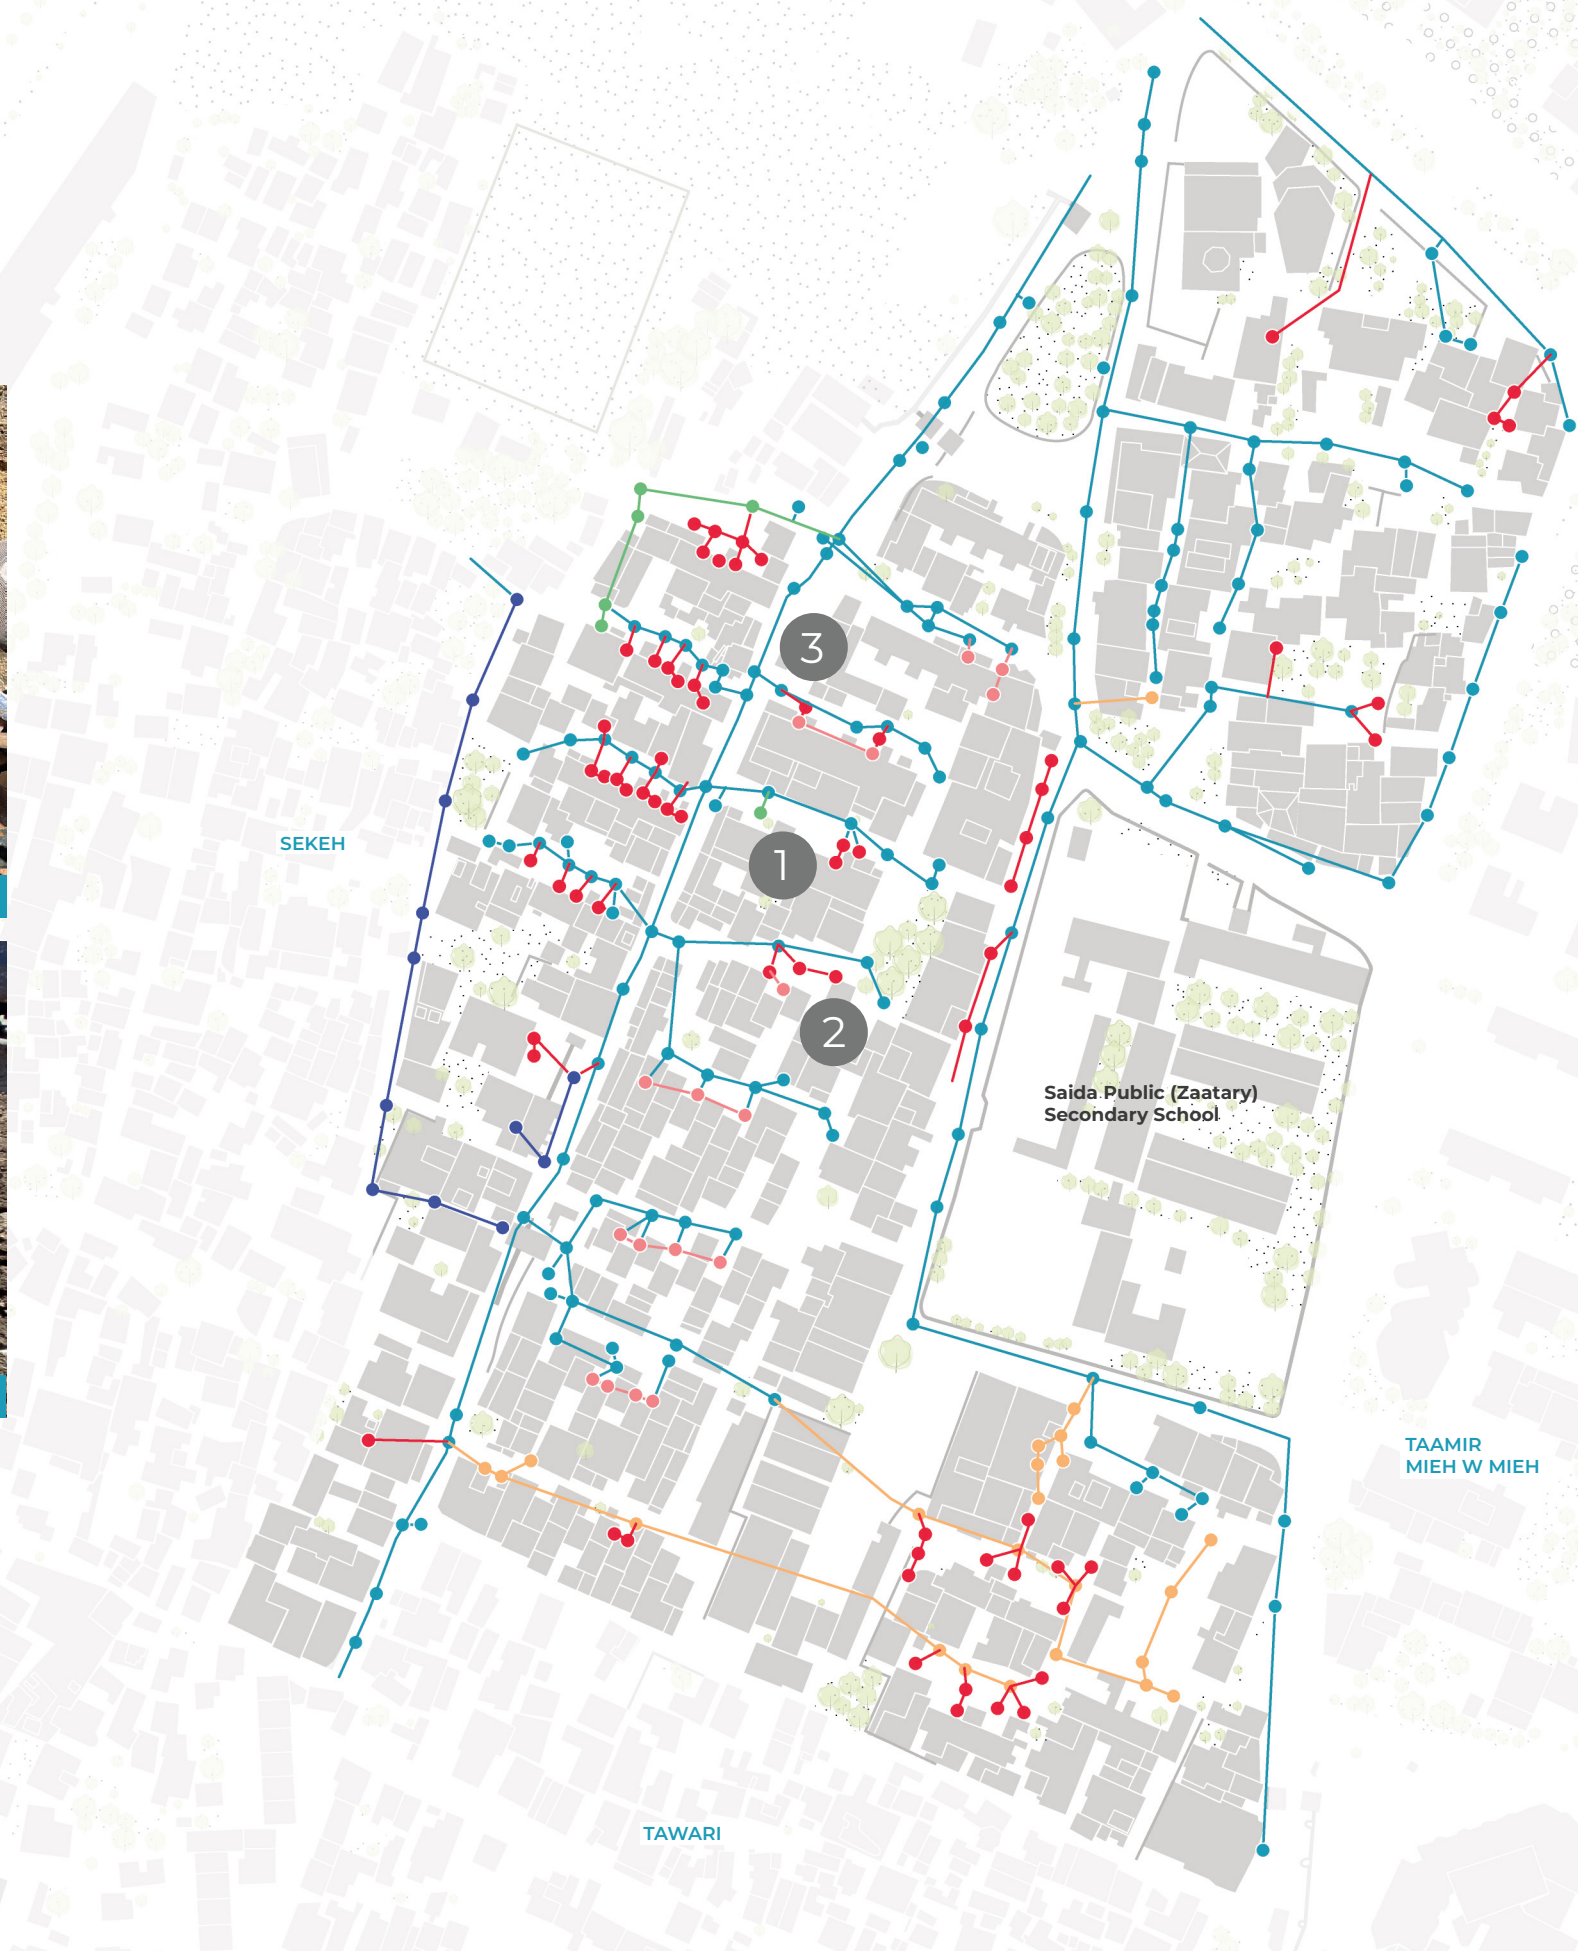 3
SEKEH
1
2
Saida Public (Zaatary)
Secondary School
TAAMIR
MIEH W MIEH
TAWARI